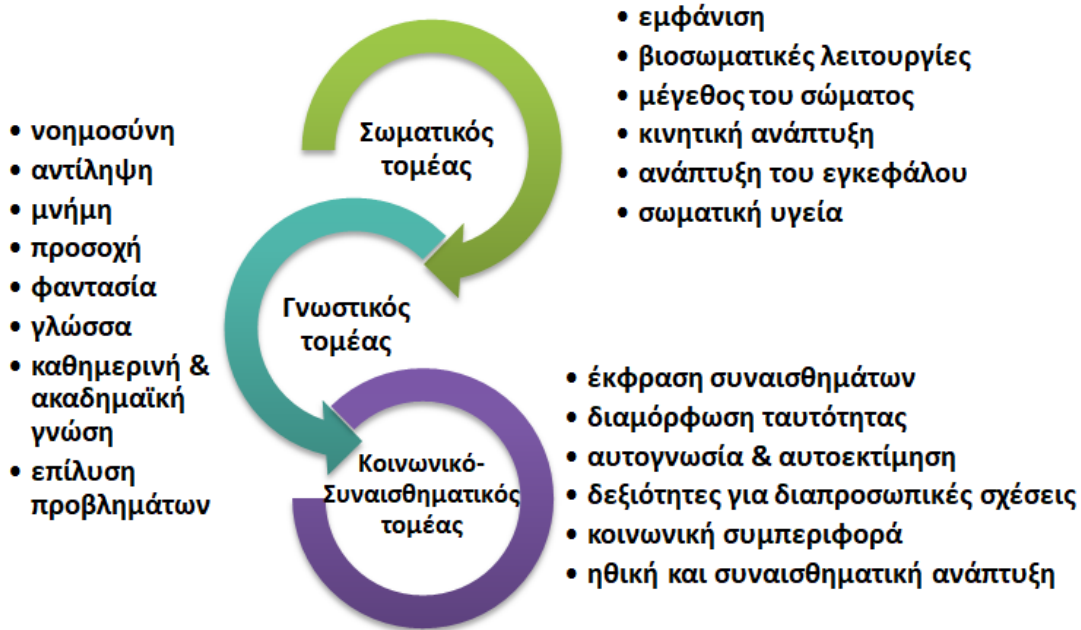 Σωματικός
τομέας
• εμφάνιση
• βιοσωματικές λειτουργίες
• μέγεθος του σώματος
• κινητική ανάπτυξη
• ανάπτυξη του εγκεφάλου
• σωματική υγεία
Γνωστικός
τομέας
• νοημοσύνη
• αντίληψη
• μνήμη
• προσοχή
• φαντασία
• γλώσσα
• καθημερινή &
ακαδημαϊκή
γνώση
• επίλυση
προβλημάτων
Κοινωνικό-
Συναισθηματικός
τομέας
• έκφραση συναισθημάτων
• διαμόρφωση ταυτότητας
• αυτογνωσία & αυτοεκτίμηση
• δεξιότητες για διαπροσωπικές σχέσεις
• κοινωνική συμπεριφορά
• ηθική και συναισθηματική ανάπτυξη